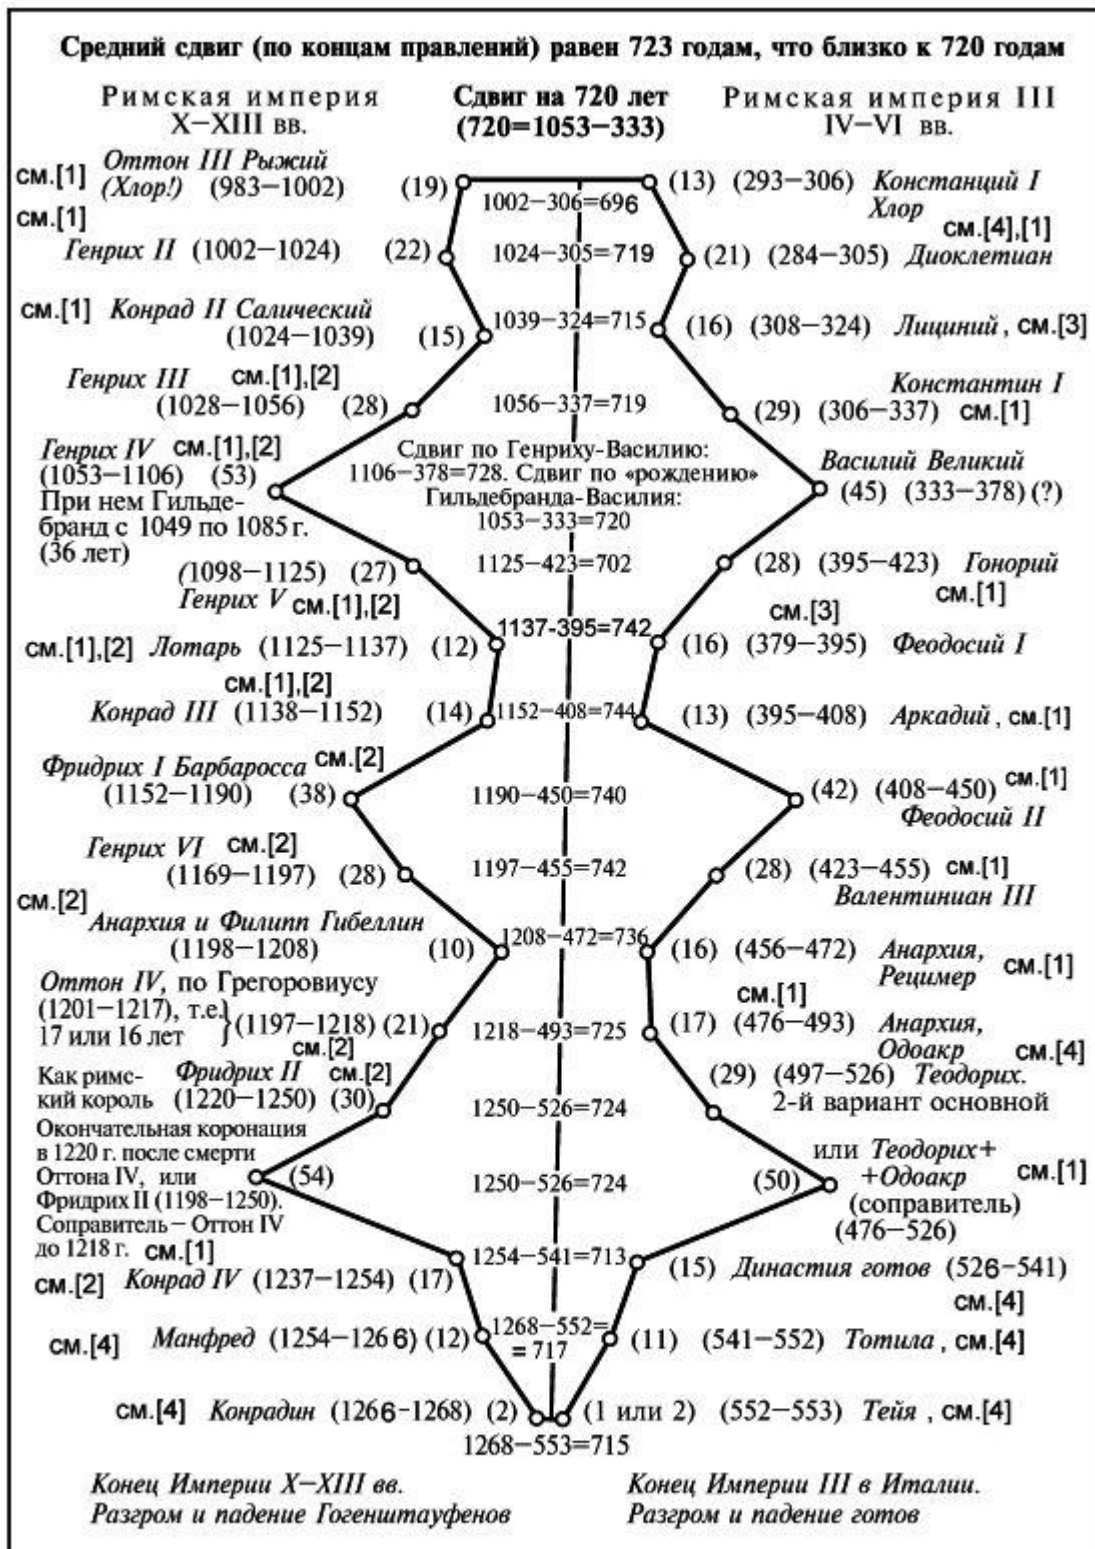 Средний сдвиг (по концам правлений) равен 723 годам, что близко к 720 годам
Римская империя
X–XIII вв.
Сдвиг на 720 лет
(720=1053–333)
Римская империя III
IV–VI вв.
см.[1] Оттон III Рыжий
(Хлор!) (983–1002) (19)
1002–306=696
(13) (293–306) Констанций I
Хлор
см.[1]
Генрих II (1002–1024) (22)
1024–305=719
см.[4],[1]
(21) (284–305) Диоклетиан
см.[1] Конрад II Салический
(1024–1039) (15)
1039–324=715
(16) (308–324) Лициний, см.[3]
Генрих III см.[1],[2]
(1028–1056) (28)
1056–337=719
Константин I
(29) (306–337) см.[1]
Генрих IV см.[1],[2]
(1053–1106) (53)
При нем Гильде-
бранд с 1049 по 1085 г.
(36 лет)
Сдвиг по Генриху-Василию:
1106–378=728. Сдвиг по «рождению»
Гильдебранда-Василия:
1053–333=720
Василий Великий
(45) (333–378) (?)
(1098–1125) (27)
Генрих V см.[1],[2]
1125–423=702
(28) (395–423) Гонорий
см.[1]
см.[1],[2] Лотарь (1125–1137) (12)
1137-395=742
см.[3]
(16) (379–395) Феодосий I
см.[1],[2]
Конрад III (1138–1152) (14)
1152–408=744
(13) (395–408) Аркадий, см.[1]
Фридрих I Барбаросса см.[2]
(1152–1190) (38)
1190–450=740
(42) (408–450) см.[1]
Феодосий II
Генрих VI см.[2]
(1169–1197) (28)
1197–455=742
(28) (423–455) см.[1]
Валентиниан III
см.[2]
Анархия и Филипп Гибеллин
(1198–1208) (10)
1208–472=736
(16) (456–472) Анархия,
Рецимер см.[1]
Оттон IV, по Грегоровиусу
(1201–1217), т.е.
17 или 16 лет } (1197–1218) (21)
см.[2]
1218–493=725
см.[1]
(17) (476–493) Анархия,
Одоакр см.[4]
Как рим- Фридрих II см.[2]
ский король (1220–1250) (30)
1250–526=724
(29) (497–526) Теодорих.
2-й вариант основной
Окончательная коронация
в 1220 г. после смерти
Оттона IV, или (54)
Фридрих II (1198–1250).
Соправитель – Оттон IV
до 1218 г. см.[1]
1250–526=724
или Теодорих+
(50) +Одоакр см.[1]
(соправитель)
(476–526)
см.[2] Конрад IV (1237–1254) (17)
1254–541=713
(15) Династия готов (526–541)
см.[4]
см.[4] Манфред (1254–1266) (12)
1268–552=
=717
(11) (541–552) Тотила, см.[4]
см.[4] Конрадин (1266-1268) (2)
(1 или 2) (552–553) Тейя, см.[4]
1268–553=715
Конец Империи X–XIII вв.
Разгром и падение Гогенштауфенов
Конец Империи III в Италии.
Разгром и падение готов